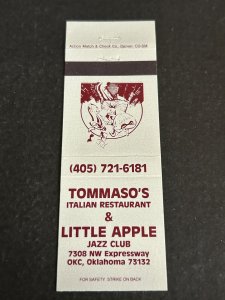 Action Match & Check Co., Denver, CO-SM
(405) 721-6181
TOMMASO'S
ITALIAN RESTAURANT
&
LITTLE APPLE
JAZZ CLUB
7308 NW Expressway
OKC, Oklahoma 73132
FOR SAFETY STRIKE ON BACK